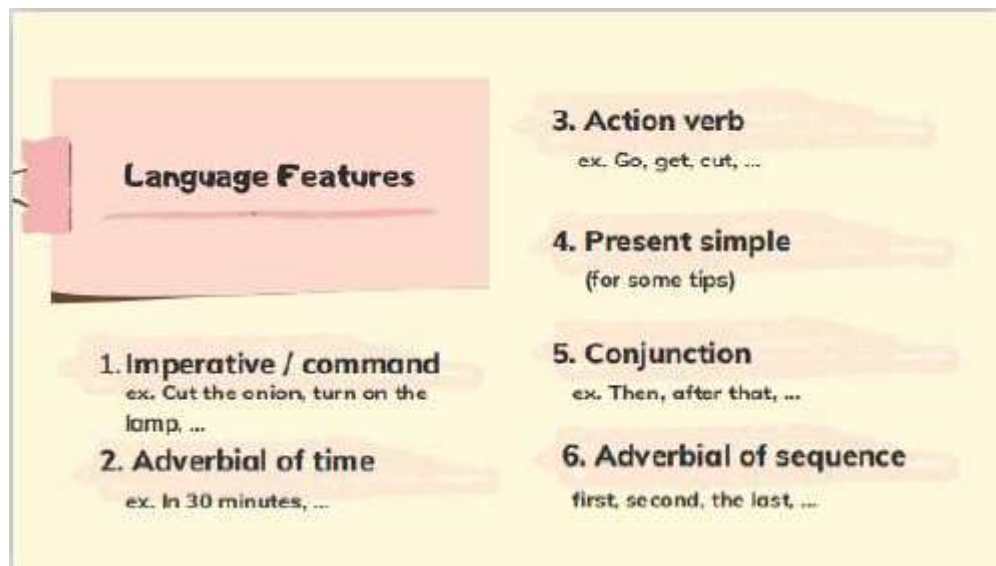 Language Features
1. Imperative / command
ex. Cut the onion, turn on the
lamp, ...
2. Adverbial of time
ex. In 30 minutes, ...
3. Action verb
ex. Go, get, cut, ...
4. Present simple
(for some tips)
5. Conjunction
ex. Then, after that, ...
6. Adverbial of sequence
first, second, the last, ...